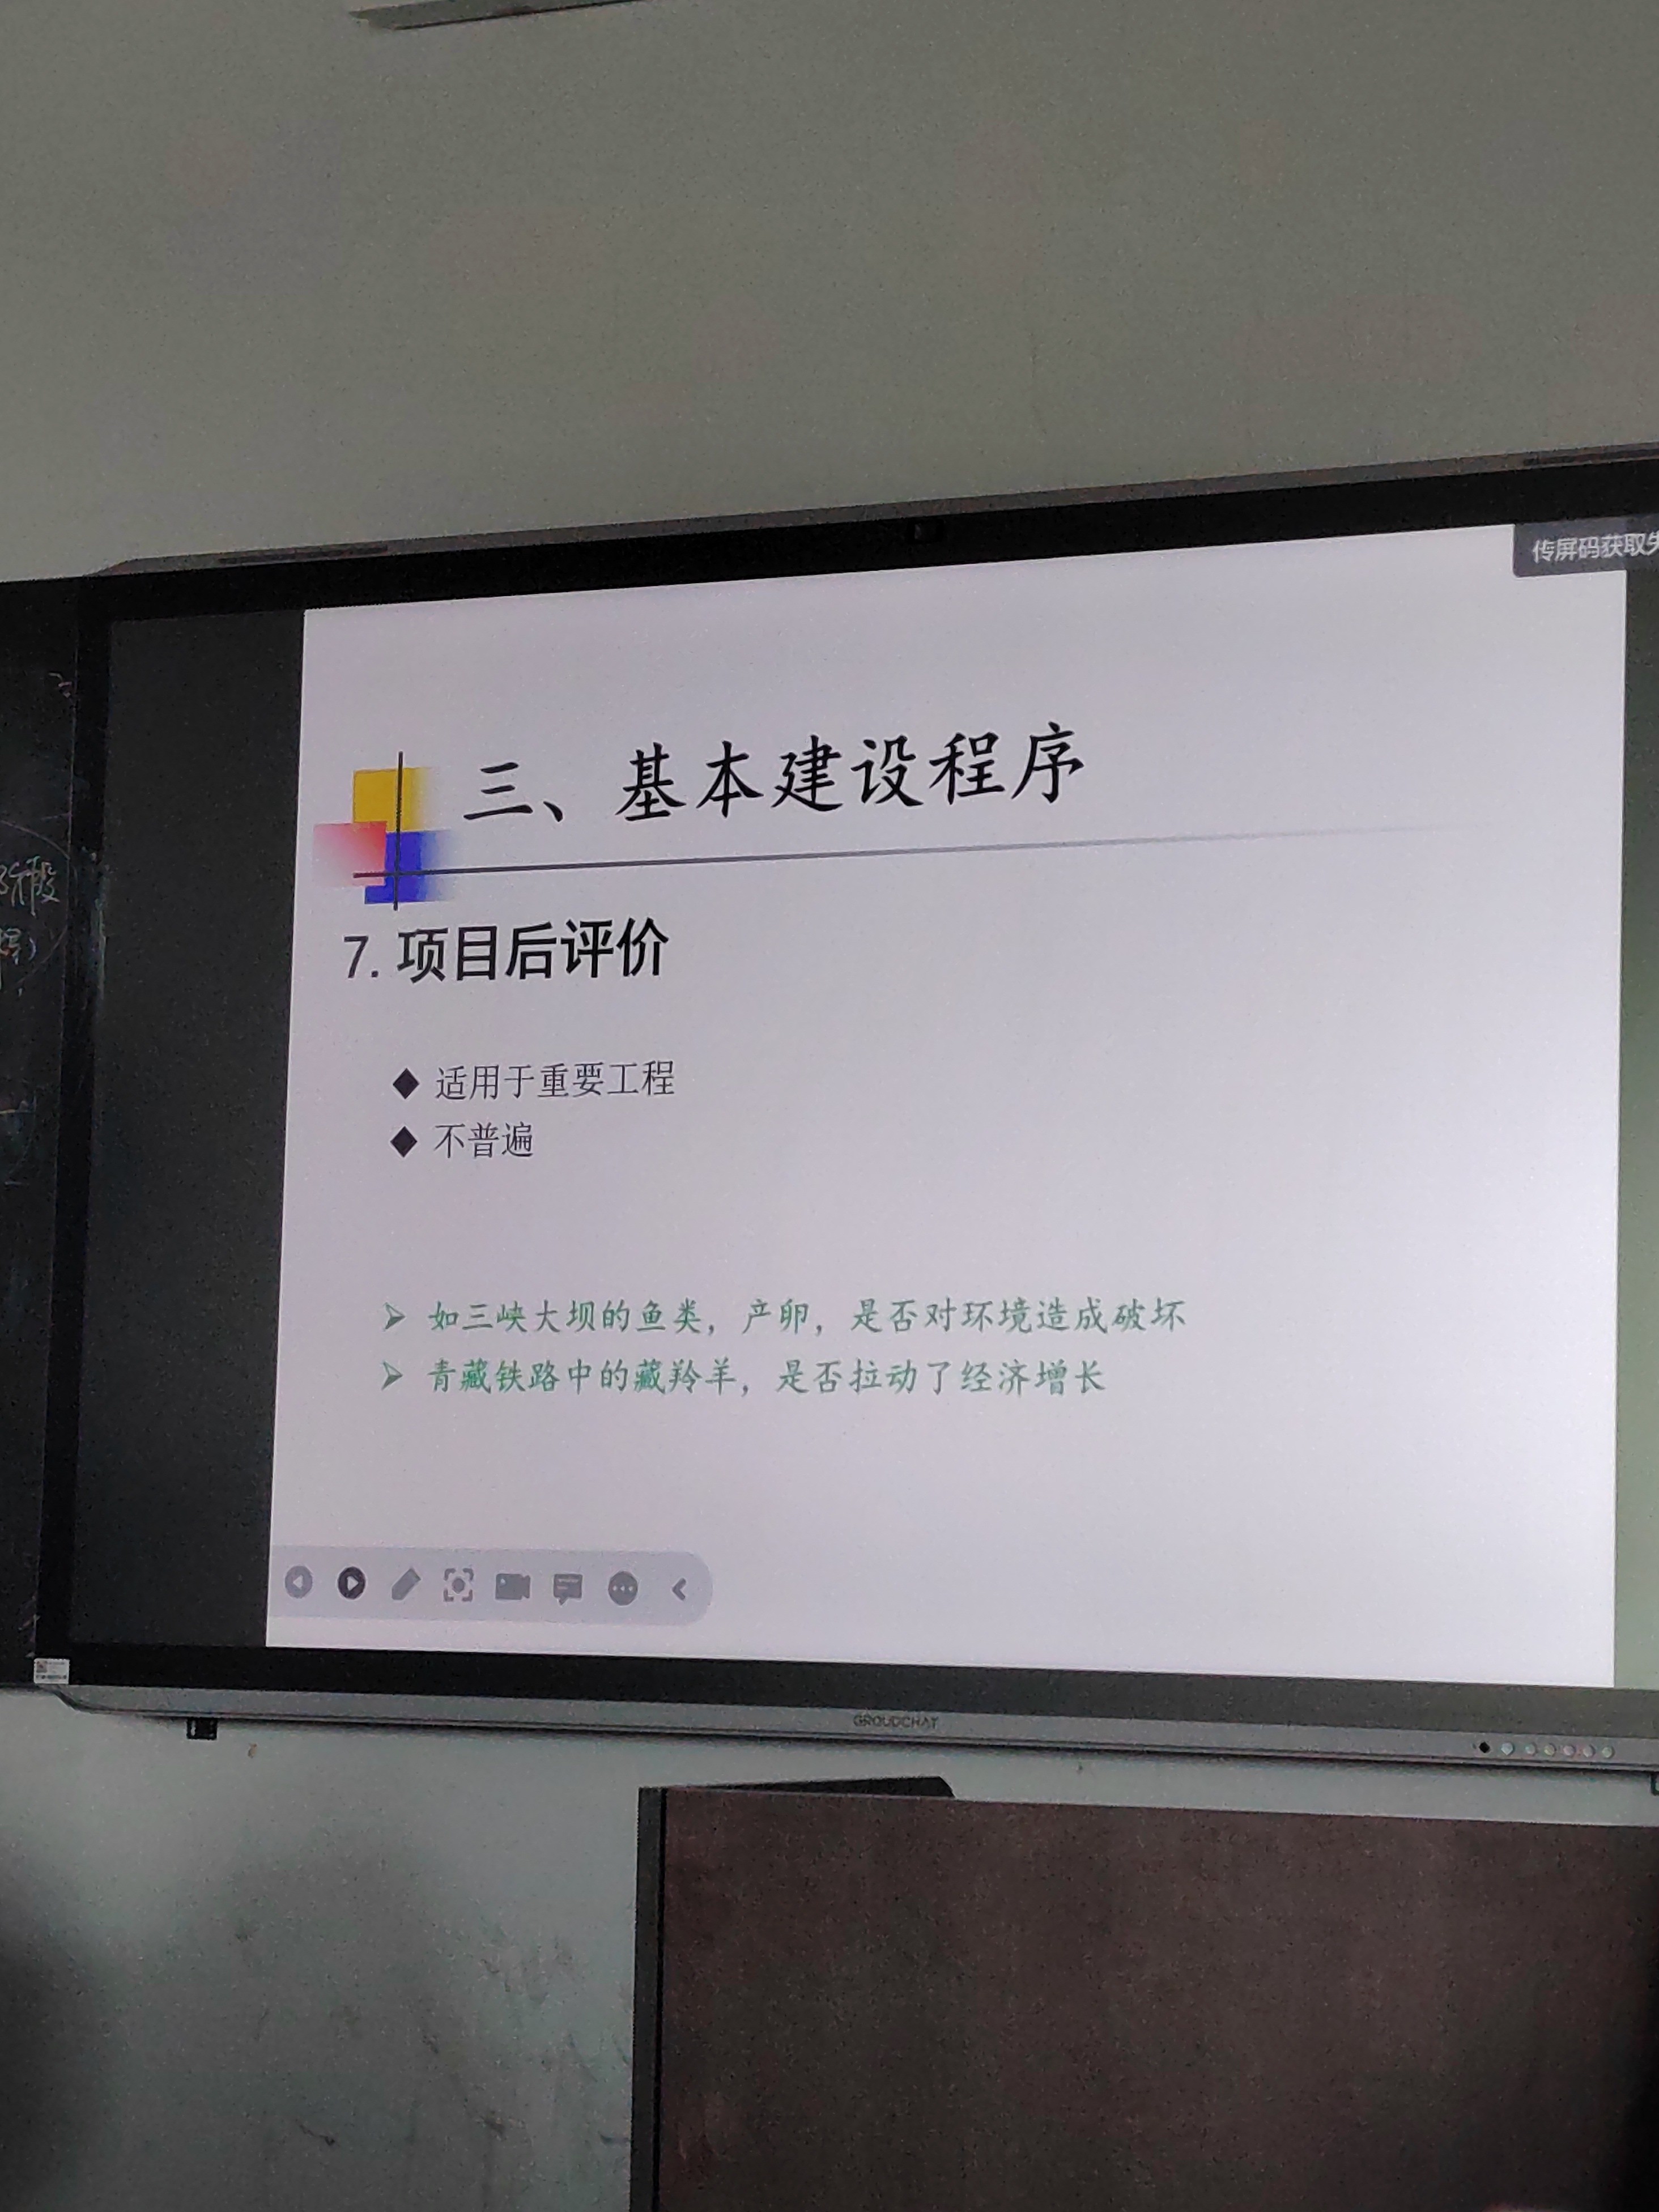 传屏码获取失
三、基本建设程序
7. 项目后评价
◆ 适用于重要工程
◆ 不普遍
➢ 如三峡大坝的鱼类，产卵，是否对环境造成破坏
➢ 青藏铁路中的藏羚羊，是否拉动了经济增长
GROUDCHAT